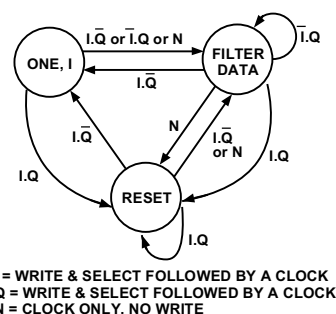 I.Q̅ or I̅.Q or N
I̅.Q
ONE, I
FILTER
DATA
I.Q̅
I.Q̅
N
I.Q̅
or N
I.Q
I.Q
RESET
I.Q
= WRITE & SELECT FOLLOWED BY A CLOCK
Q = WRITE & SELECT FOLLOWED BY A CLOCK
N = CLOCK ONLY, NO WRITE